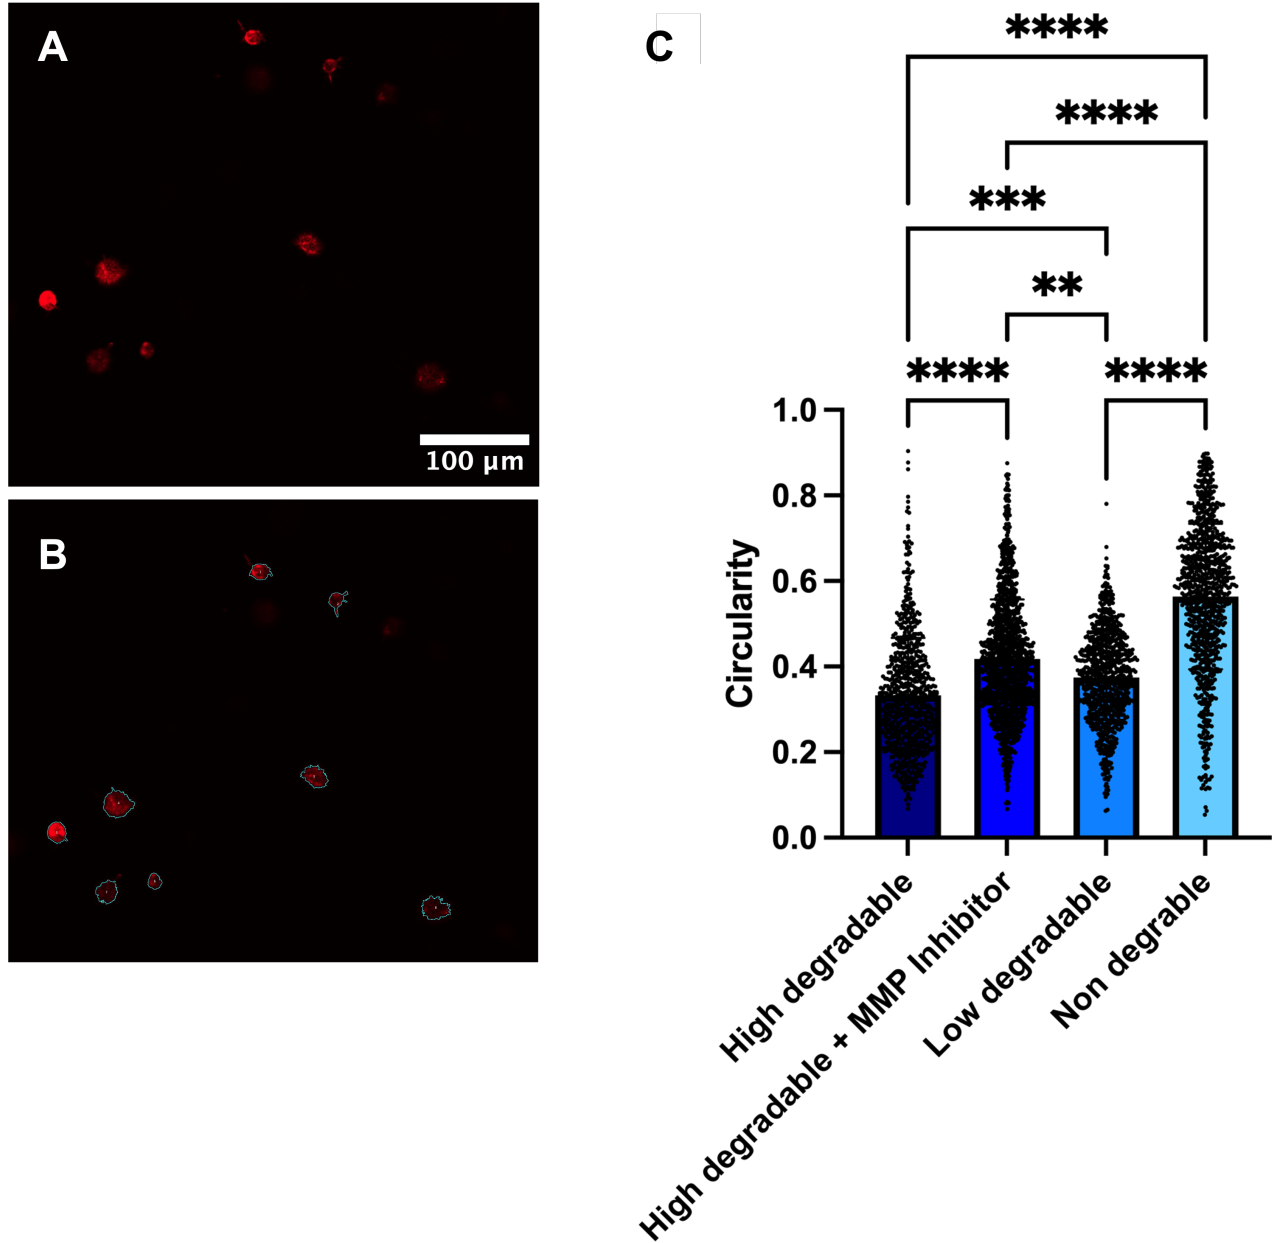 A
100 µm
B
C
****
****
***
**
**** ****
1.0
0.8
0.6
0.4
0.2
0.0
Circularity
High degradable
High degradable + MMP Inhibitor
Low degradable
Non degrable